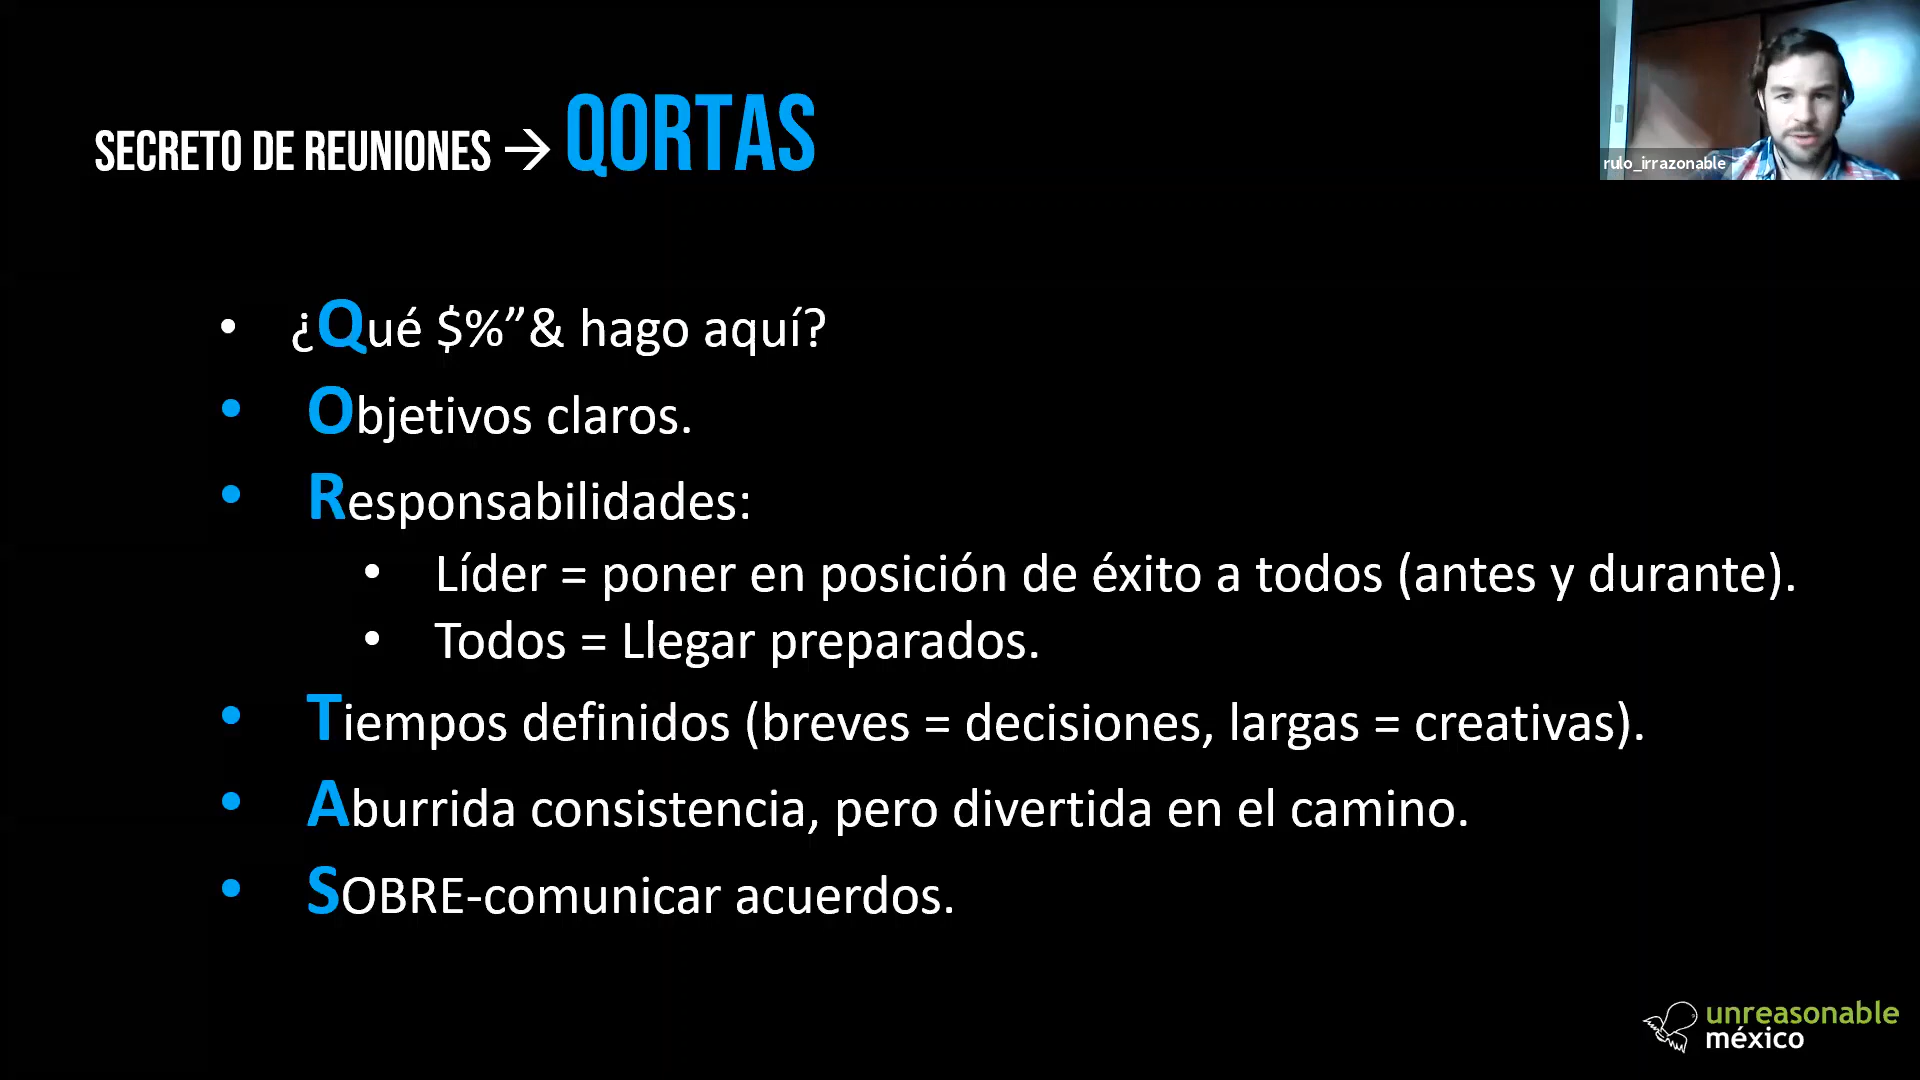 SECRETO DE REUNIONES → QORTAS
rulo_irrazonable
• ¿Qué $%”& hago aquí?
• Objetivos claros.
• Responsabilidades:
• Líder = poner en posición de éxito a todos (antes y durante).
• Todos = Llegar preparados.
• Tiempos definidos (breves = decisiones, largas = creativas).
• Aburrida consistencia, pero divertida en el camino.
• SOBRE-comunicar acuerdos.
unreasonable
méxico